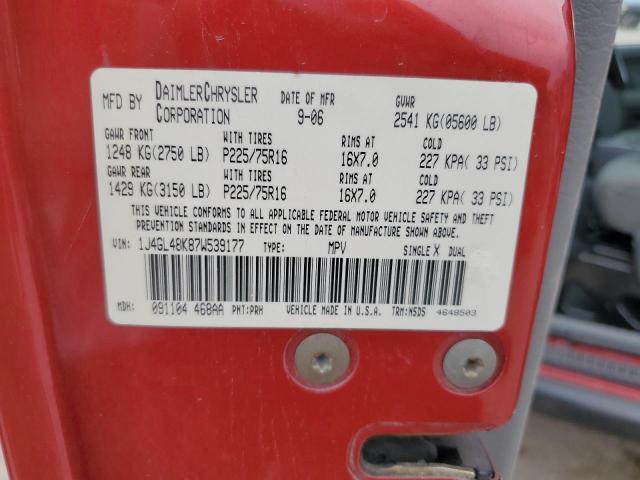 MFD BY DAIMLERCHRYSLER CORPORATION DATE OF MFR 9-06 GVWR 2541 KG(05600 LB)
GAWR FRONT WITH TIRES RIMS AT COLD
1248 KG(2750 LB) P225/75R16 16X7.0 227 KPA( 33 PSI)
GAWR REAR WITH TIRES RIMS AT COLD
1429 KG(3150 LB) P225/75R16 16X7.0 227 KPA( 33 PSI)
THIS VEHICLE CONFORMS TO ALL APPLICABLE FEDERAL MOTOR VEHICLE SAFETY AND THEFT
PREVENTION STANDARDS IN EFFECT ON THE DATE OF MANUFACTURE SHOWN ABOVE.
VIN: 1J4GL48K87W539177 TYPE: MPV SINGLE X DUAL
MDH: 091104 468AA PNT:PRH VEHICLE MADE IN U.S.A. TRM:N5D5 4648503